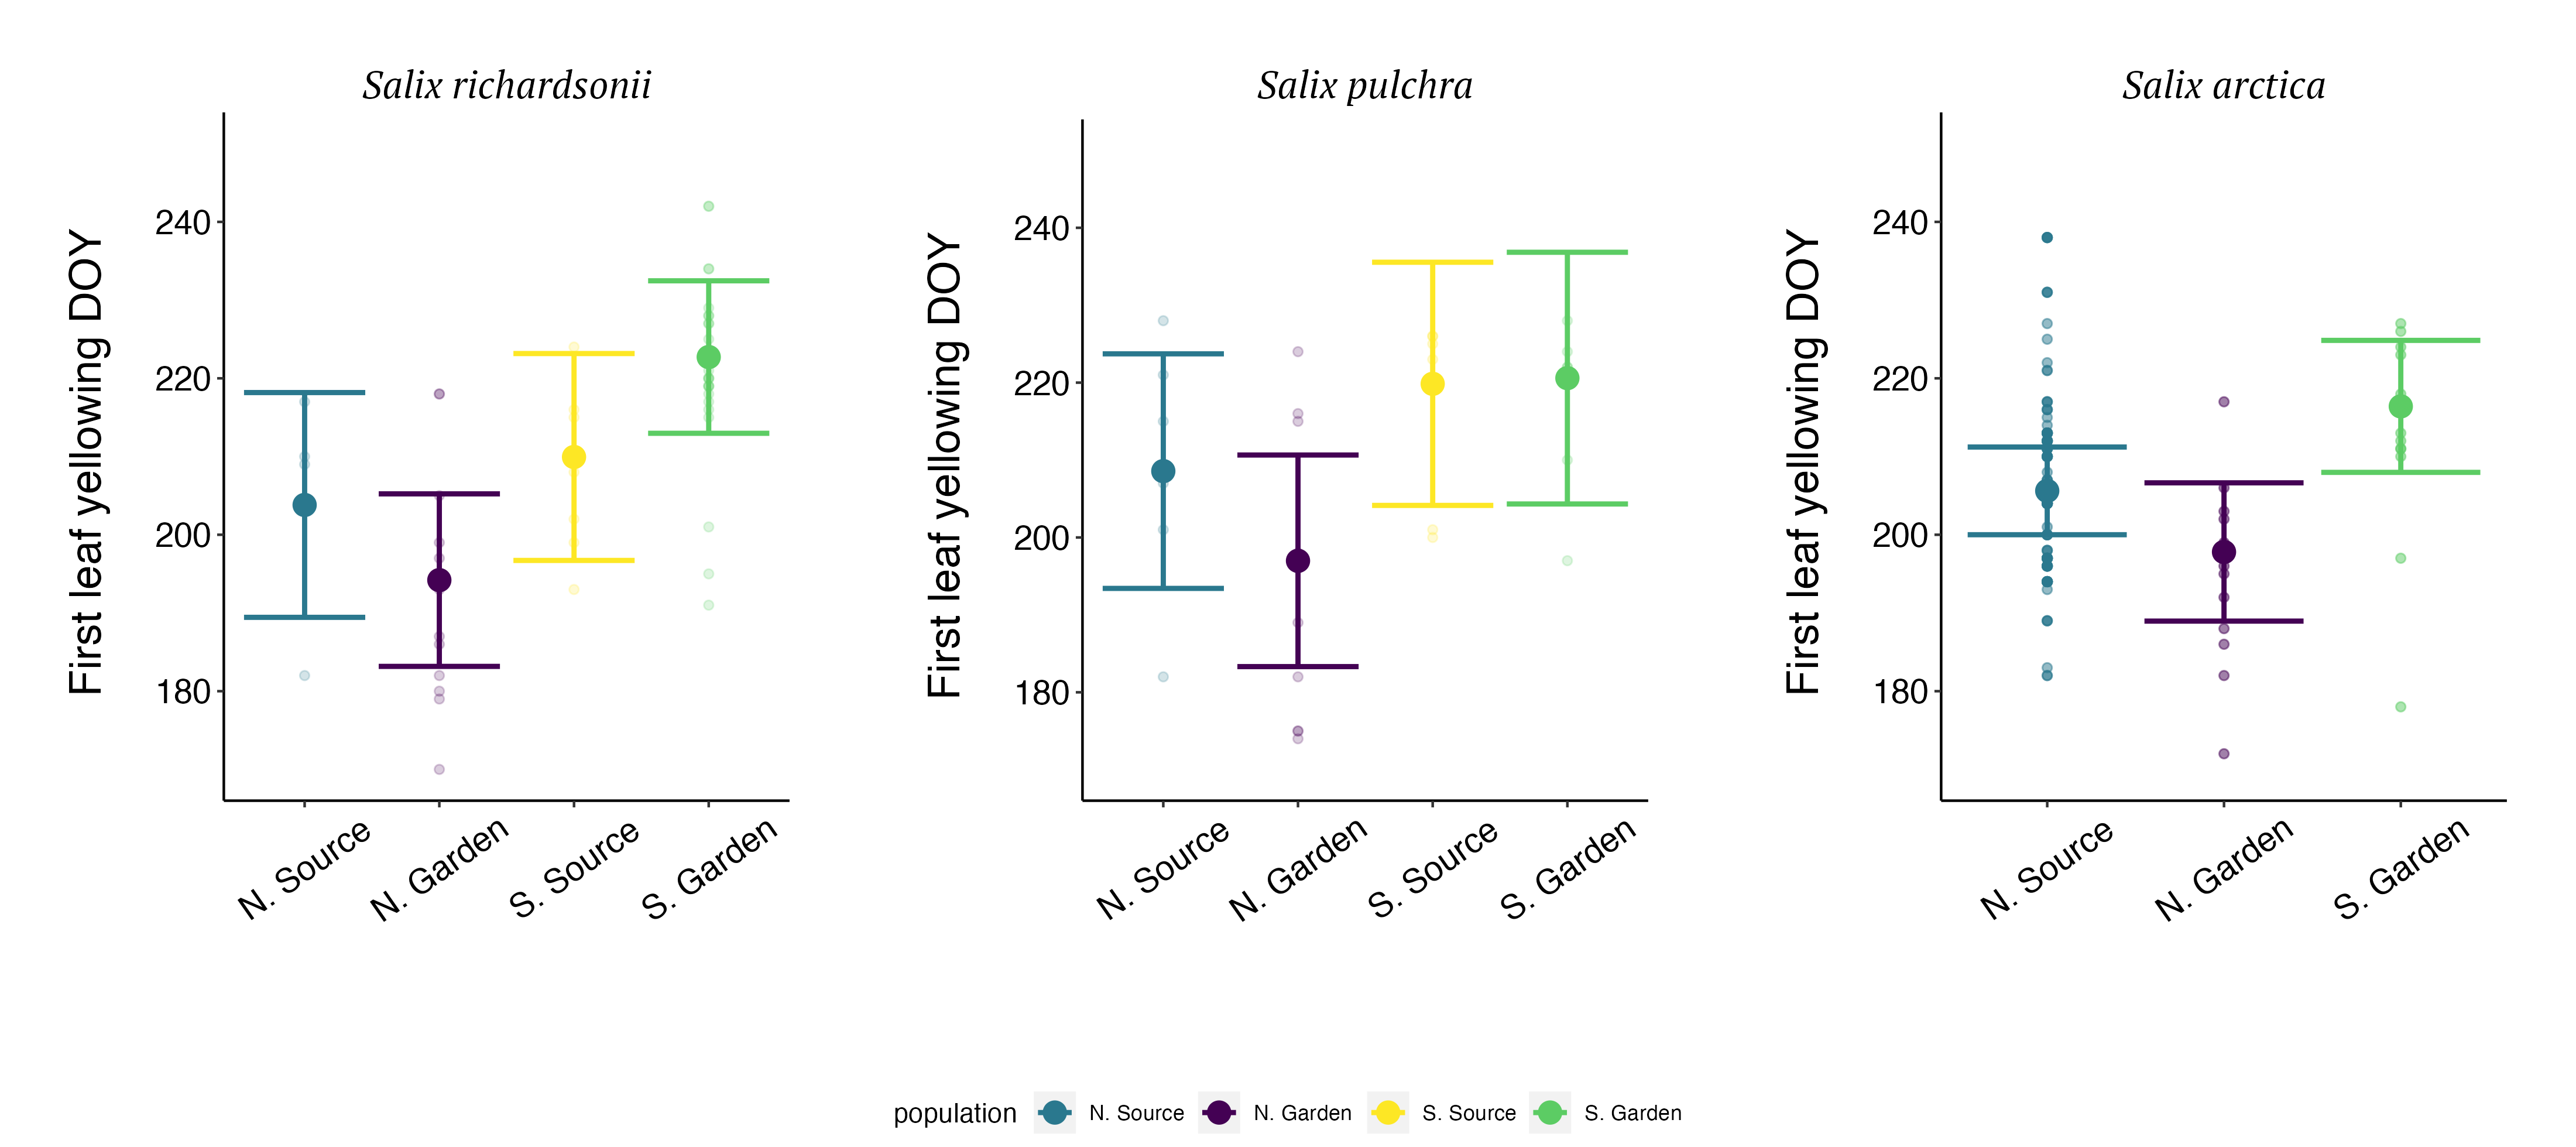 Salix richardsonii
First leaf yellowing DOY
240
220
200
180
N. Source
N. Garden
S. Source
S. Garden
Salix pulchra
First leaf yellowing DOY
240
220
200
180
N. Source
N. Garden
S. Source
S. Garden
Salix arctica
First leaf yellowing DOY
240
220
200
180
N. Source
N. Garden
S. Garden
population N. Source N. Garden S. Source S. Garden